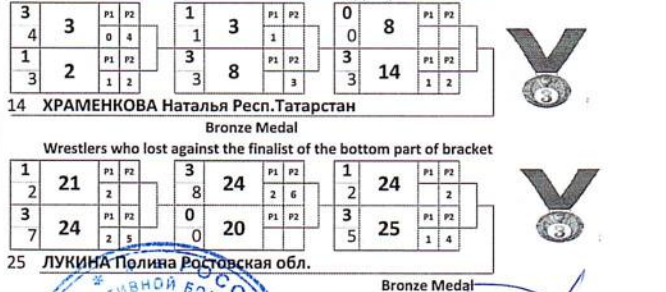 3 3 P1 P2 1 3 P1 P2 0 8 P1 P2
4 0 4 1 1 0
1 2 P1 P2 3 8 P1 P2 3 14 P1 P2
3 1 2 3 3 3 1 2
14 ХРАМЕНКОВА Наталья Респ.Татарстан
3
Bronze Medal
Wrestlers who lost against the finalist of the bottom part of bracket
1 21 P1 P2 3 24 P1 P2 1 24 P1 P2
2 2 8 2 6 2 2
3 24 P1 P2 0 20 P1 P2 3 25 P1 P2
7 2 5 0 5 1 4
3
25 ЛУКИНА Полина Ростовская обл.
Bronze Medal